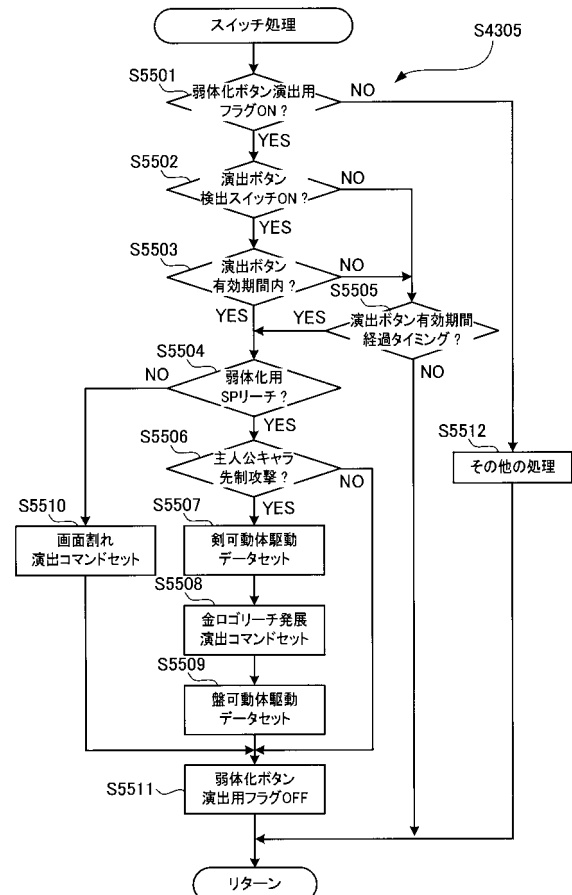 スイッチ処理
S4305
S5501
弱体化ボタン演出用
フラグON？
NO
YES
S5502
演出ボタン
検出スイッチON？
NO
YES
S5503
演出ボタン
有効期間内？
NO
YES
S5505
演出ボタン有効期間
経過タイミング？
YES
NO
S5504
弱体化用
SPリーチ？
NO
YES
S5512
その他の処理
S5506
主人公キャラ
先制攻撃？
NO
YES
S5510
画面割れ
演出コマンドセット
S5507
剣可動体駆動
データセット
S5508
金ロゴリーチ発展
演出コマンドセット
S5509
盤可動体駆動
データセット
S5511
弱体化ボタン
演出用フラグOFF
リターン